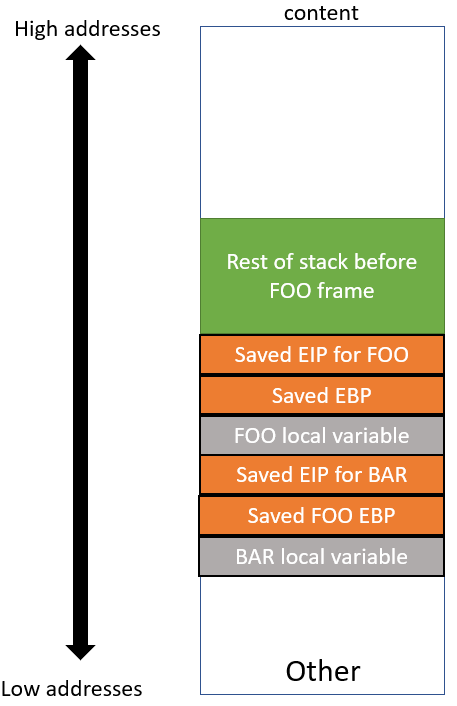 content
High addresses
Rest of stack before
FOO frame
Saved EIP for FOO
Saved EBP
FOO local variable
Saved EIP for BAR
Saved FOO EBP
BAR local variable
Other
Low addresses